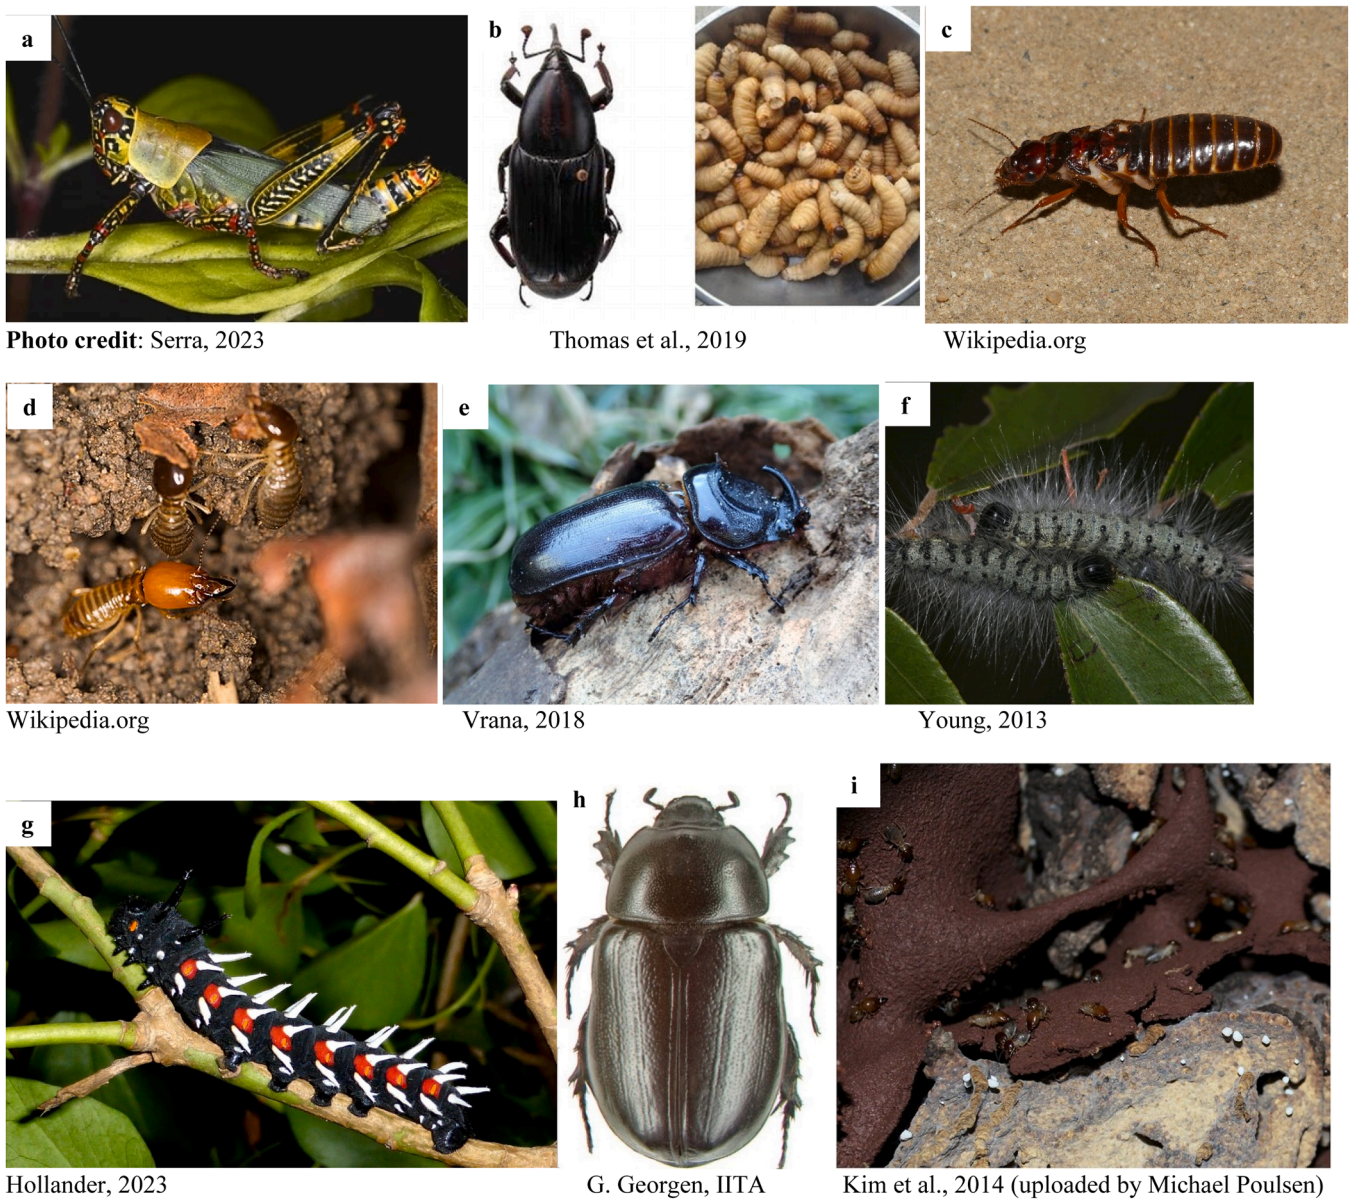 a
b
c
Photo credit: Serra, 2023
Thomas et al., 2019
Wikipedia.org
d
e
f
Wikipedia.org
Vrana, 2018
Young, 2013
g
h
i
Hollander, 2023
G. Georgen, IITA
Kim et al., 2014 (uploaded by Michael Poulsen)